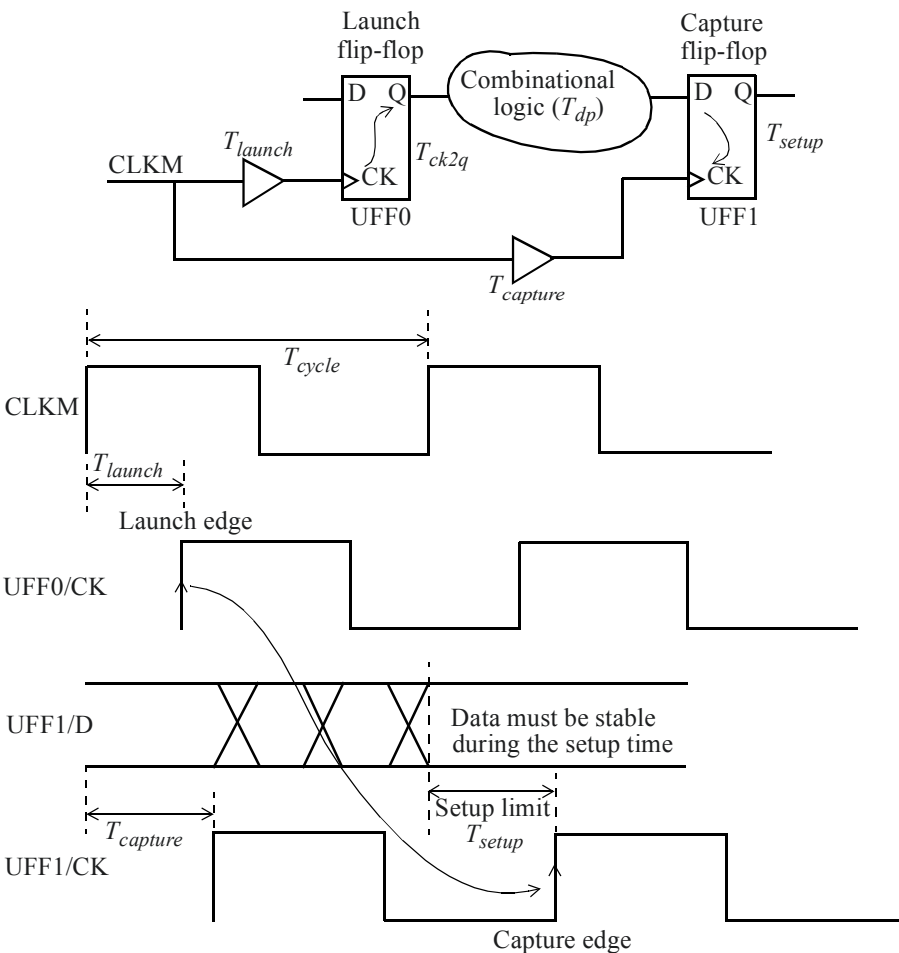 Launch
flip-flop
Capture
flip-flop
D Q
Combinational
logic (T_dp)
D Q
T_launch
T_ck2q
T_setup
CLKM
CK
CK
UFF0
UFF1
T_capture
T_cycle
CLKM
T_launch
Launch edge
UFF0/CK
UFF1/D
Data must be stable
during the setup time
Setup limit
T_capture
T_setup
UFF1/CK
Capture edge